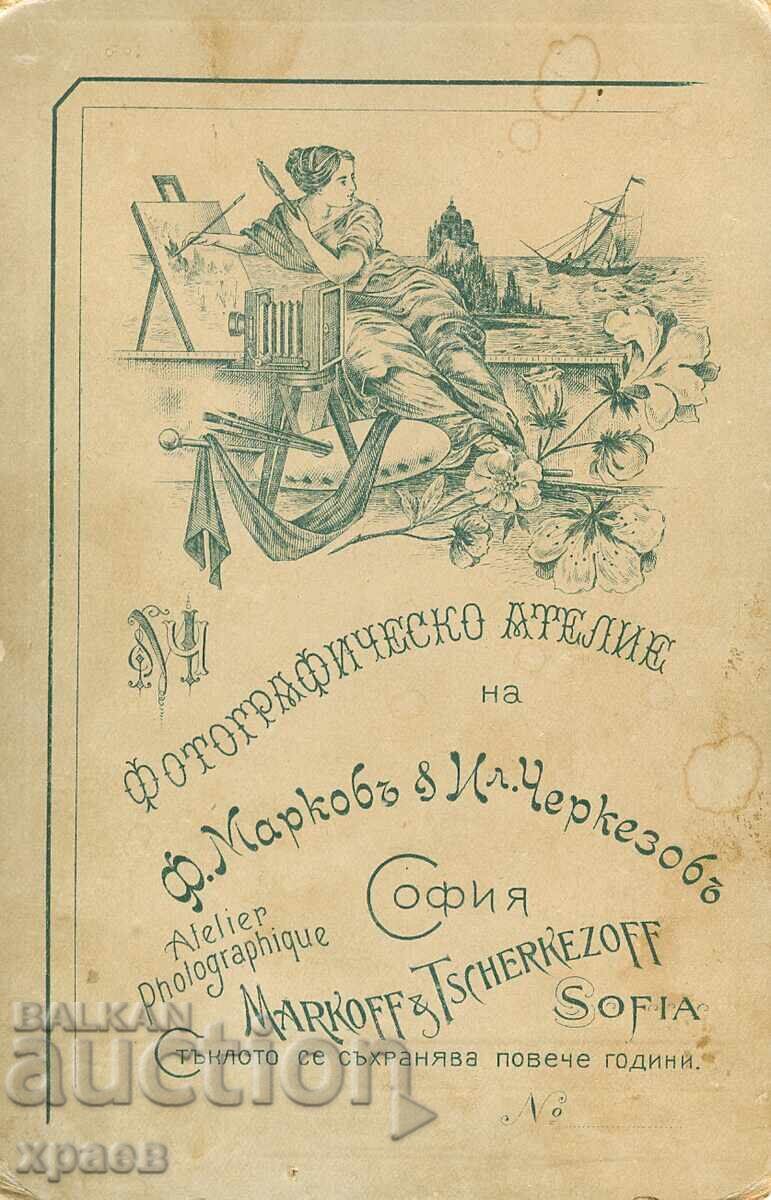 ФОТОГРАФИЧЕСКО АТЕЛИЕ
на
Ф. Марковъ & Ил. Черкезовъ
София
Atelier
Photographique
MARKOFF & TSCHERKEZOFF
SOFIA
Стъклото се съхранява повече години.
No
BALKAN
auction
храев